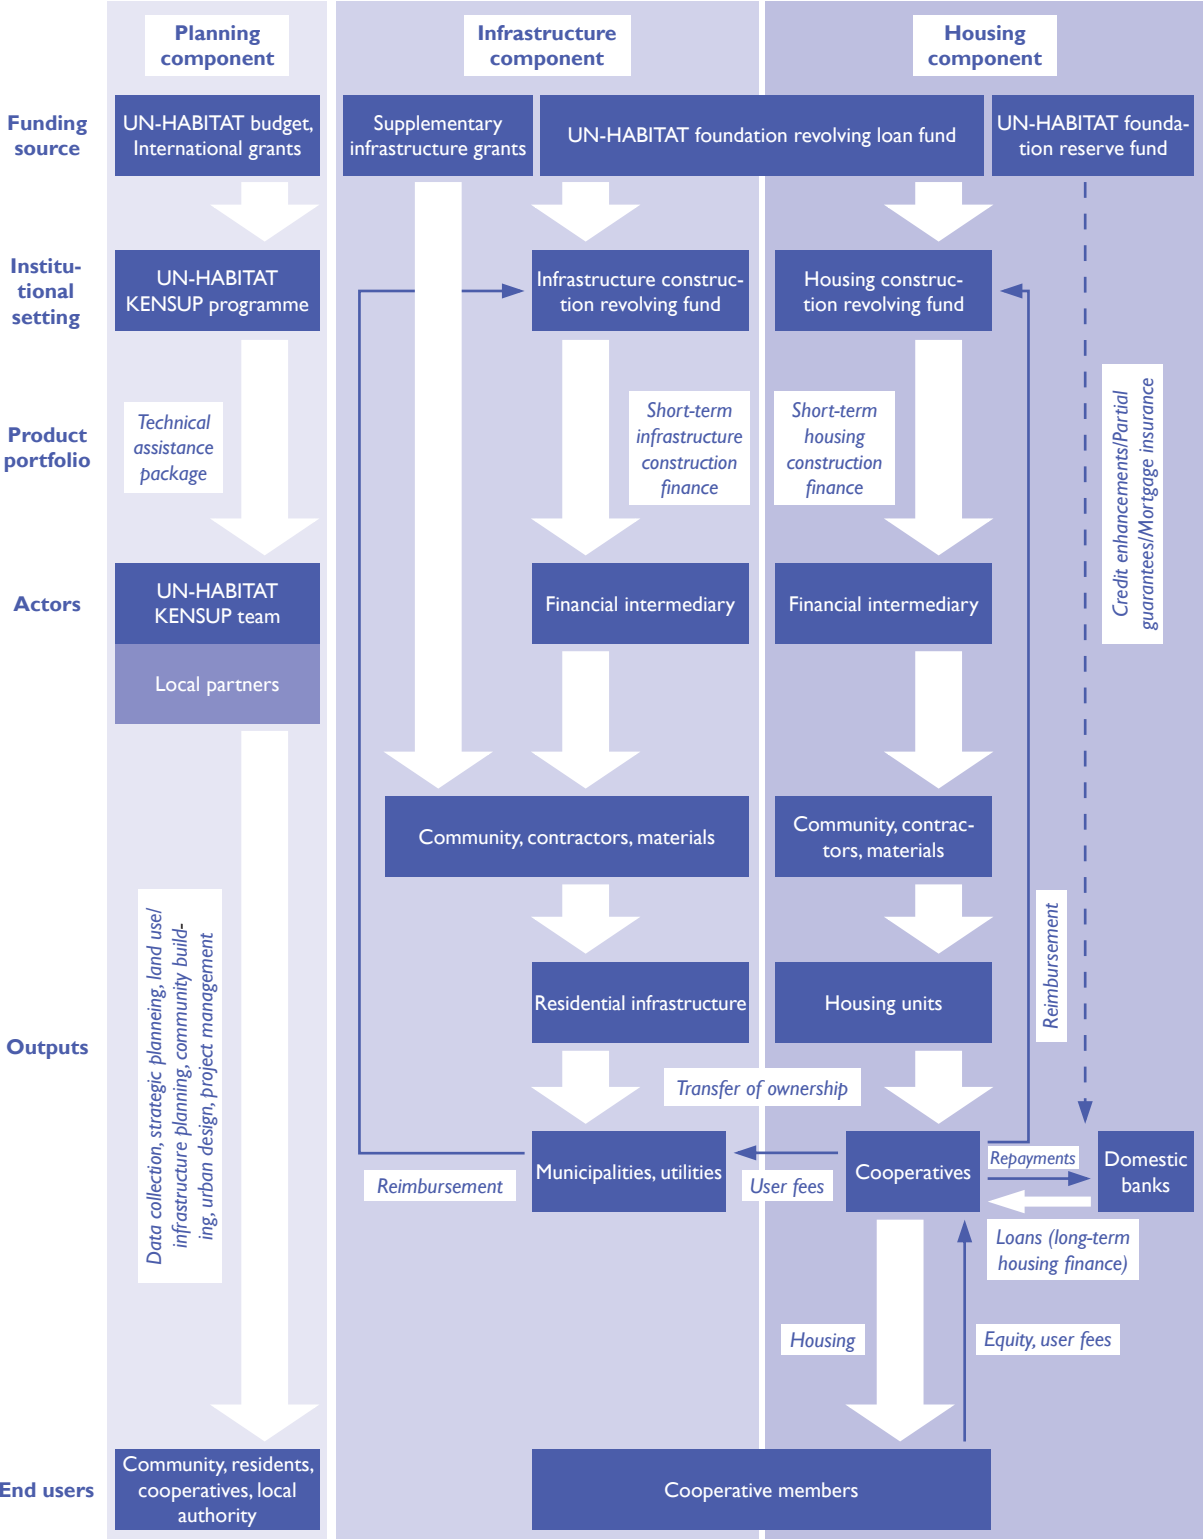 Planning
component
Infrastructure
component
Housing
component
Funding
source
UN-HABITAT budget,
International grants
Supplementary
infrastructure grants
UN-HABITAT foundation revolving loan fund
UN-HABITAT founda-
tion reserve fund
Institu-
tional
setting
UN-HABITAT
KENSUP programme
Infrastructure construc-
tion revolving fund
Housing construc-
tion revolving fund
Product
portfolio
Technical
assistance
package
Short-term
infrastructure
construction
finance
Short-term
housing
construction
finance
Credit enhancements/Partial
guarantees/Mortgage insurance
Actors
UN-HABITAT
KENSUP team
Local partners
Financial intermediary
Financial intermediary
Community, contractors, materials
Community, contrac-
tors, materials
Outputs
Data collection, strategic planneing, land use/
infrastructure planning, community build-
ing, urban design, project management
Residential infrastructure
Housing units
Reimbursement
Transfer of ownership
Reimbursement
Municipalities, utilities
User fees
Cooperatives
Repayments
Domestic
banks
Loans (long-term
housing finance)
Housing
Equity, user fees
End users
Community, residents,
cooperatives, local
authority
Cooperative members